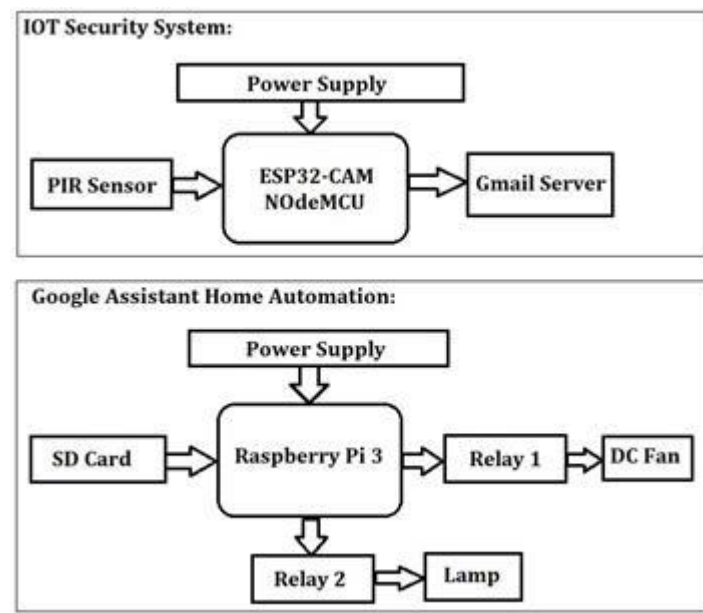 IOT Security System:
Power Supply
PIR Sensor
ESP32-CAM
NOdeMCU
Gmail Server
Google Assistant Home Automation:
Power Supply
SD Card
Raspberry Pi 3
Relay 1
DC Fan
Relay 2
Lamp